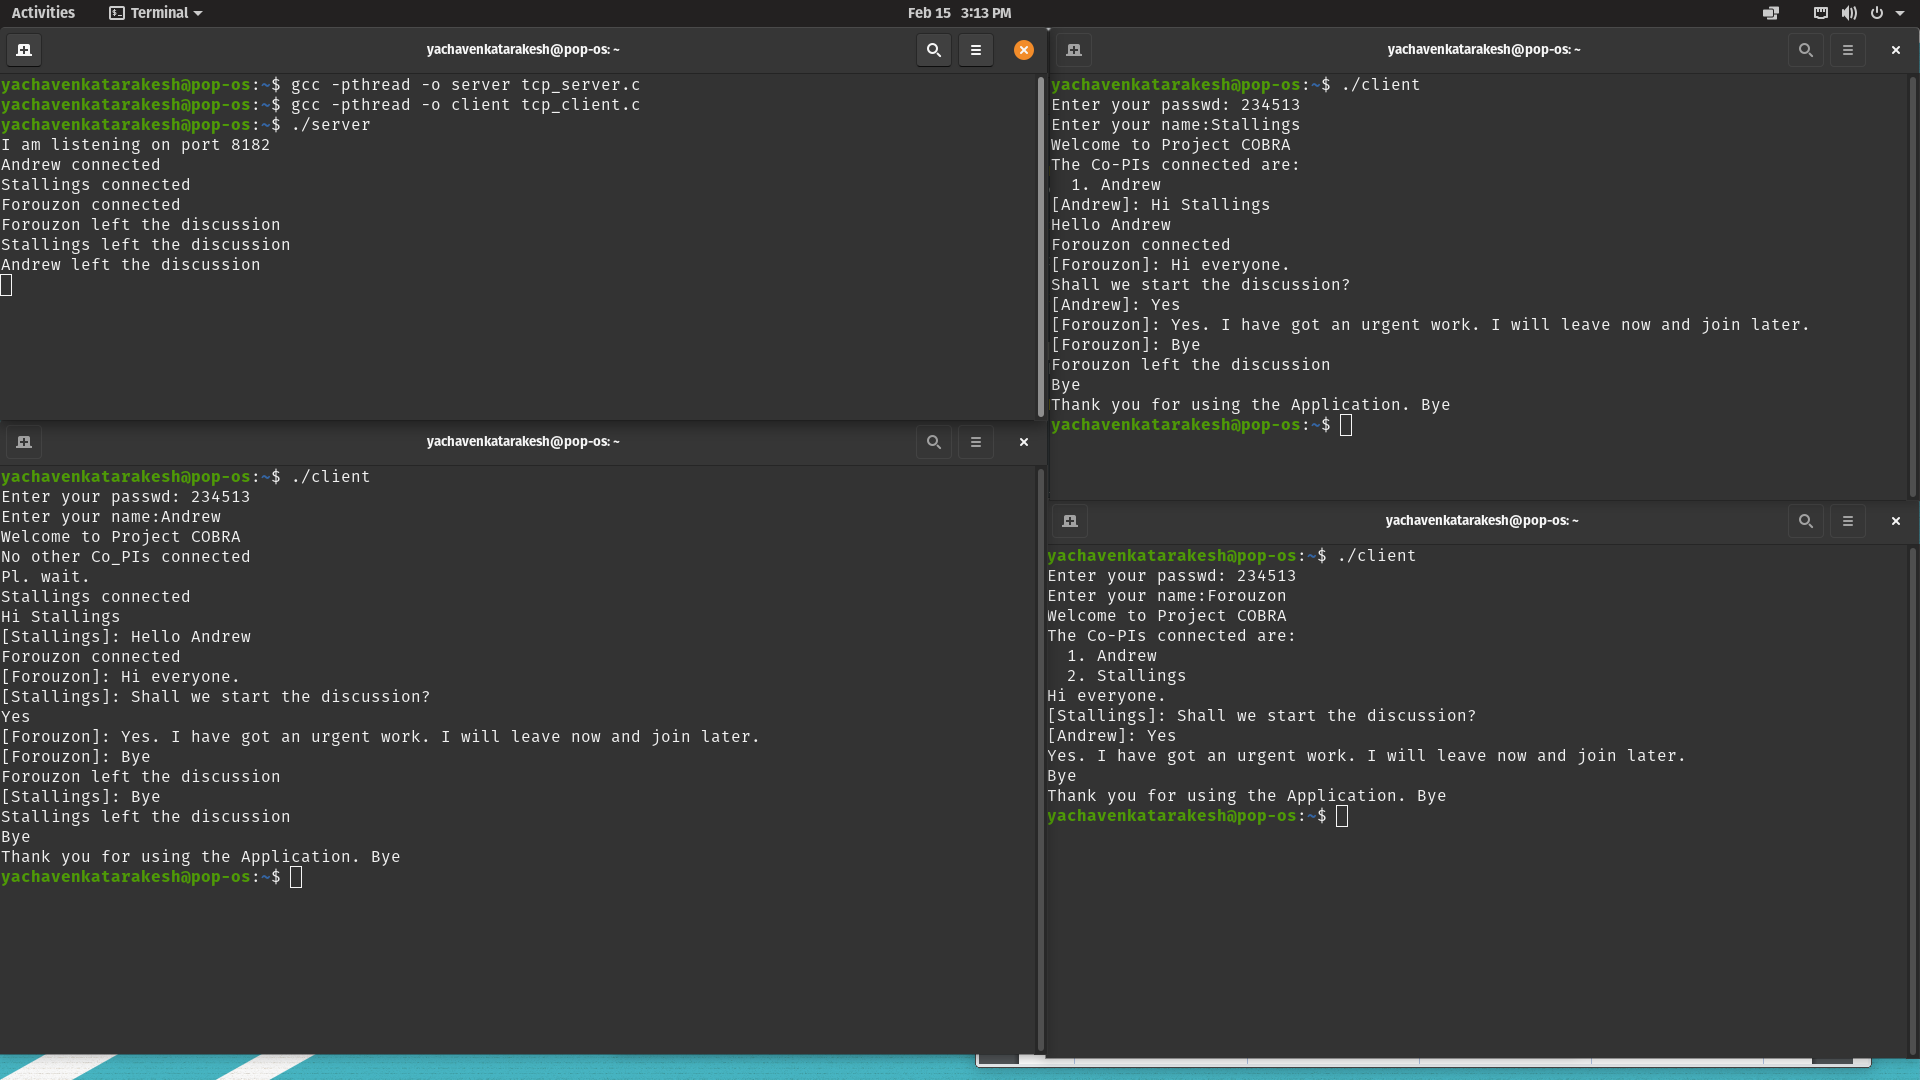 Activities
Terminal
Feb 15 3:13 PM
yachavenkatarakesh@pop-os: ~
yachavenkatarakesh@pop-os:~$ gcc -pthread -o server tcp_server.c
yachavenkatarakesh@pop-os:~$ gcc -pthread -o client tcp_client.c
yachavenkatarakesh@pop-os:~$ ./server
I am listening on port 8182
Andrew connected
Stallings connected
Forouzon connected
Forouzon left the discussion
Stallings left the discussion
Andrew left the discussion
yachavenkatarakesh@pop-os: ~
yachavenkatarakesh@pop-os:~$ ./client
Enter your passwd: 234513
Enter your name:Stallings
Welcome to Project COBRA
The Co-PIs connected are:
  1. Andrew
[Andrew]: Hi Stallings
Hello Andrew
Forouzon connected
[Forouzon]: Hi everyone.
Shall we start the discussion?
[Andrew]: Yes
[Forouzon]: Yes. I have got an urgent work. I will leave now and join later.
[Forouzon]: Bye
Forouzon left the discussion
Bye
Thank you for using the Application. Bye
yachavenkatarakesh@pop-os:~$
yachavenkatarakesh@pop-os: ~
yachavenkatarakesh@pop-os:~$ ./client
Enter your passwd: 234513
Enter your name:Andrew
Welcome to Project COBRA
No other Co_PIs connected
Pl. wait.
Stallings connected
Hi Stallings
[Stallings]: Hello Andrew
Forouzon connected
[Forouzon]: Hi everyone.
[Stallings]: Shall we start the discussion?
Yes
[Forouzon]: Yes. I have got an urgent work. I will leave now and join later.
[Forouzon]: Bye
Forouzon left the discussion
[Stallings]: Bye
Stallings left the discussion
Bye
Thank you for using the Application. Bye
yachavenkatarakesh@pop-os:~$
yachavenkatarakesh@pop-os: ~
yachavenkatarakesh@pop-os:~$ ./client
Enter your passwd: 234513
Enter your name:Forouzon
Welcome to Project COBRA
The Co-PIs connected are:
  1. Andrew
  2. Stallings
Hi everyone.
[Stallings]: Shall we start the discussion?
[Andrew]: Yes
Yes. I have got an urgent work. I will leave now and join later.
Bye
Thank you for using the Application. Bye
yachavenkatarakesh@pop-os:~$